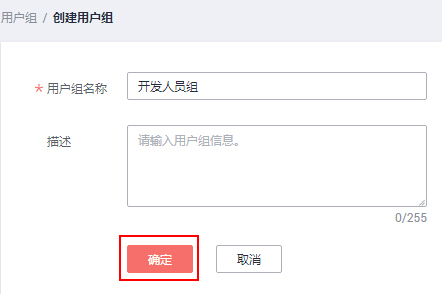 用户组 / 创建用户组
* 用户组名称 开发人员组
描述 请输入用户组信息。
0/255
确定 取消